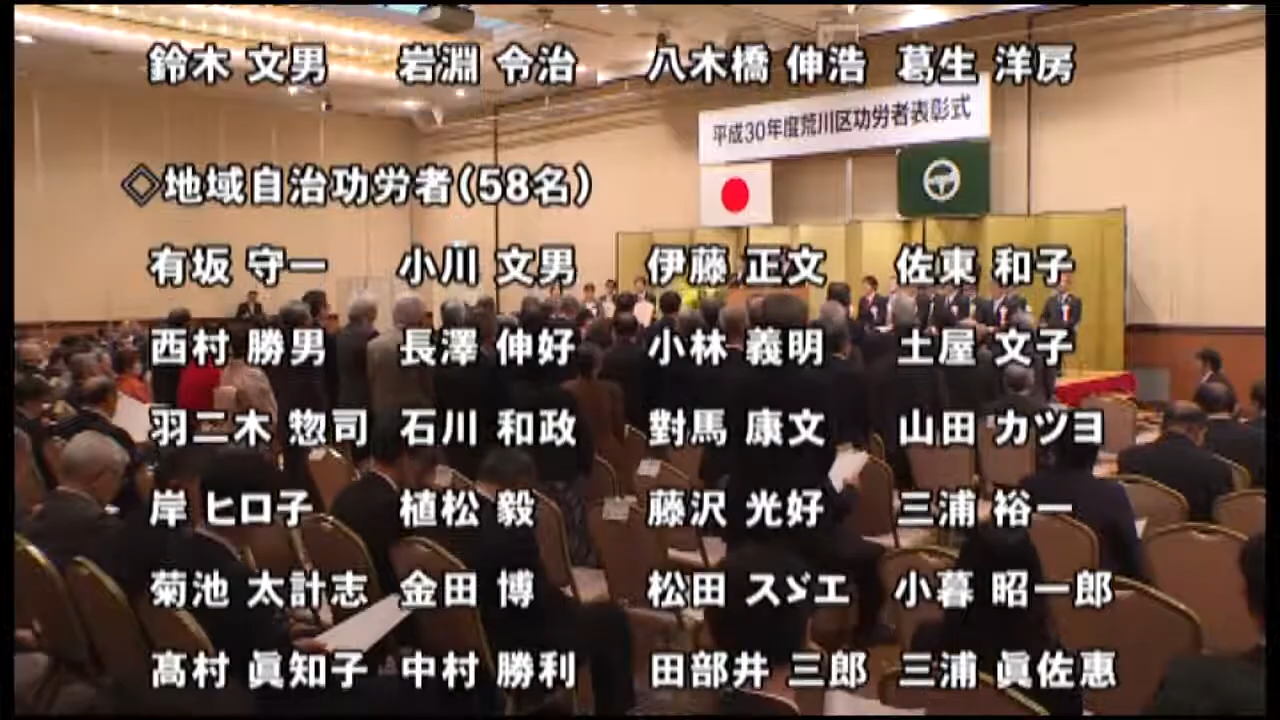 鈴木 文男 岩淵 令治 八木橋 伸浩 葛生 洋房
平成30年度荒川区功労者表彰式
◇地域自治功労者（58名）
有坂 守一 小川 文男 伊藤 正文 佐東 和子
西村 勝男 長澤 伸好 小林 義明 土屋 文子
羽二木 惣司 石川 和政 對馬 康文 山田 カツヨ
岸 ヒロ子 植松 毅 藤沢 光好 三浦 裕一
菊池 太計志 金田 博 松田 スゞエ 小暮 昭一郎
髙村 眞知子 中村 勝利 田部井 三郎 三浦 眞佐惠